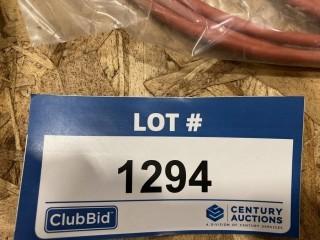 LOT #
1294
ClubBid
CENTURY
AUCTIONS
A DIVISION OF CENTURY SERVICES